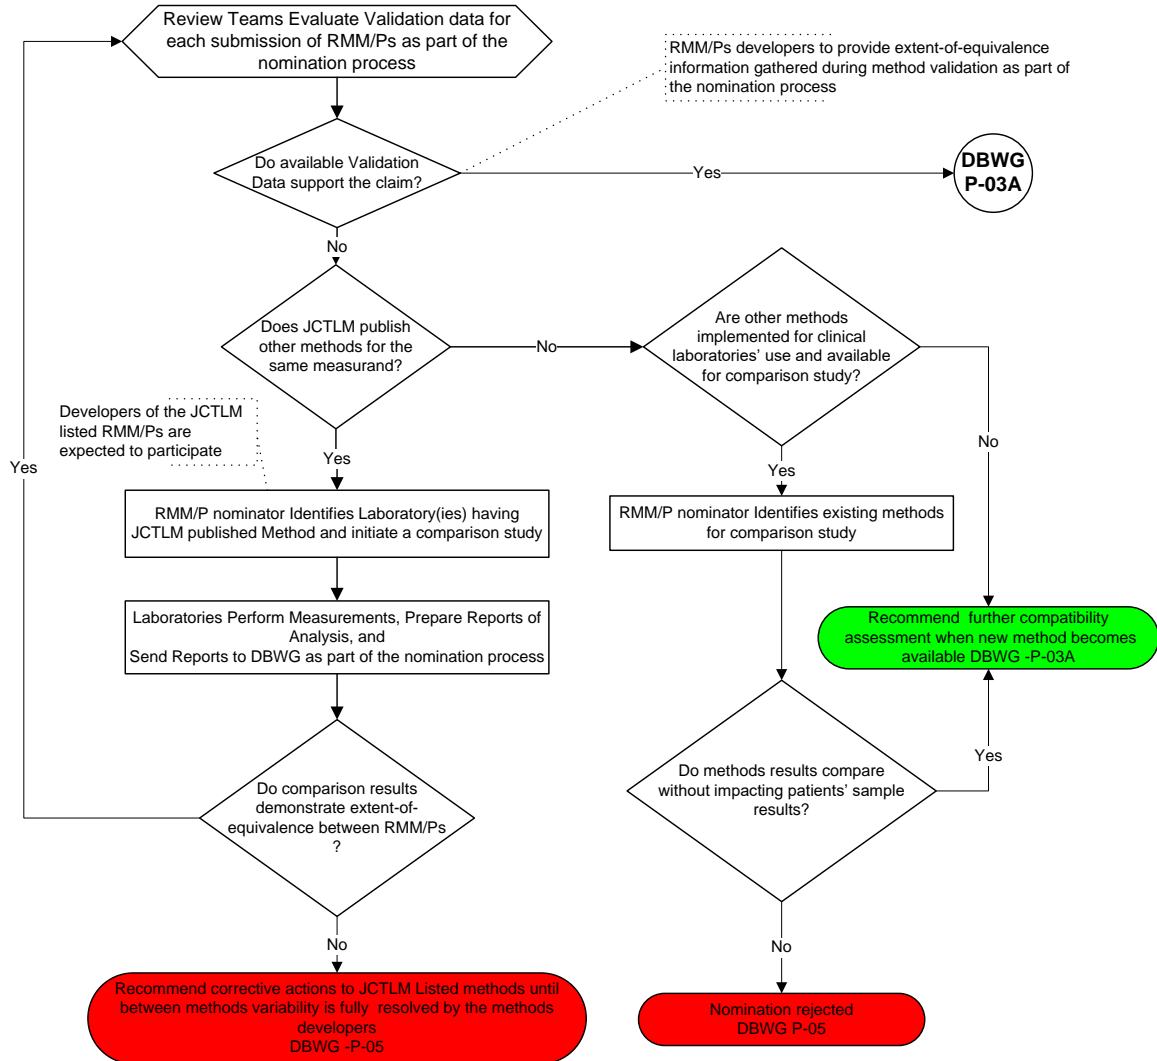 Review Teams Evaluate Validation data for
each submission of RMM/Ps as part of the
nomination process
RMM/Ps developers to provide extent-of-equivalence
information gathered during method validation as part of
the nomination process
Do available Validation
Data support the claim?
Yes
DBWG
P-03A
No
Does JCTLM publish
other methods for the
same measurand?
No
Are other methods
implemented for clinical
laboratories' use and available
for comparison study?
Developers of the JCTLM
listed RMM/Ps are
expected to participate
Yes
Yes
No
Yes
RMM/P nominator Identifies Laboratory(ies) having
JCTLM published Method and initiate a comparison study
RMM/P nominator Identifies existing methods
for comparison study
Laboratories Perform Measurements, Prepare Reports of
Analysis, and
Send Reports to DBWG as part of the nomination process
Recommend further compatibility
assessment when new method becomes
available DBWG -P-03A
Do comparison results
demonstrate extent-of-
equivalence between RMM/Ps
?
Do methods results compare
without impacting patients' sample
results?
Yes
No
No
Recommend corrective actions to JCTLM Listed methods until
between methods variability is fully resolved by the methods
developers
DBWG -P-05
Nomination rejected
DBWG P-05